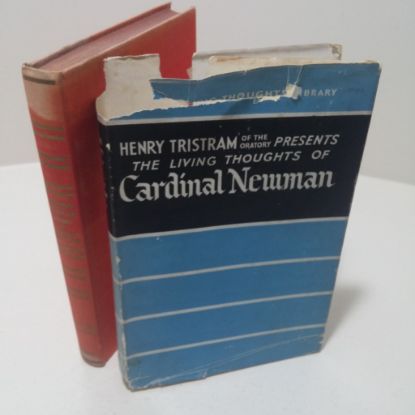 THOUGHTS LIBRARY
HENRY TRISTRAM OF THE ORATORY PRESENTS
THE LIVING THOUGHTS OF
Cardinal Newman